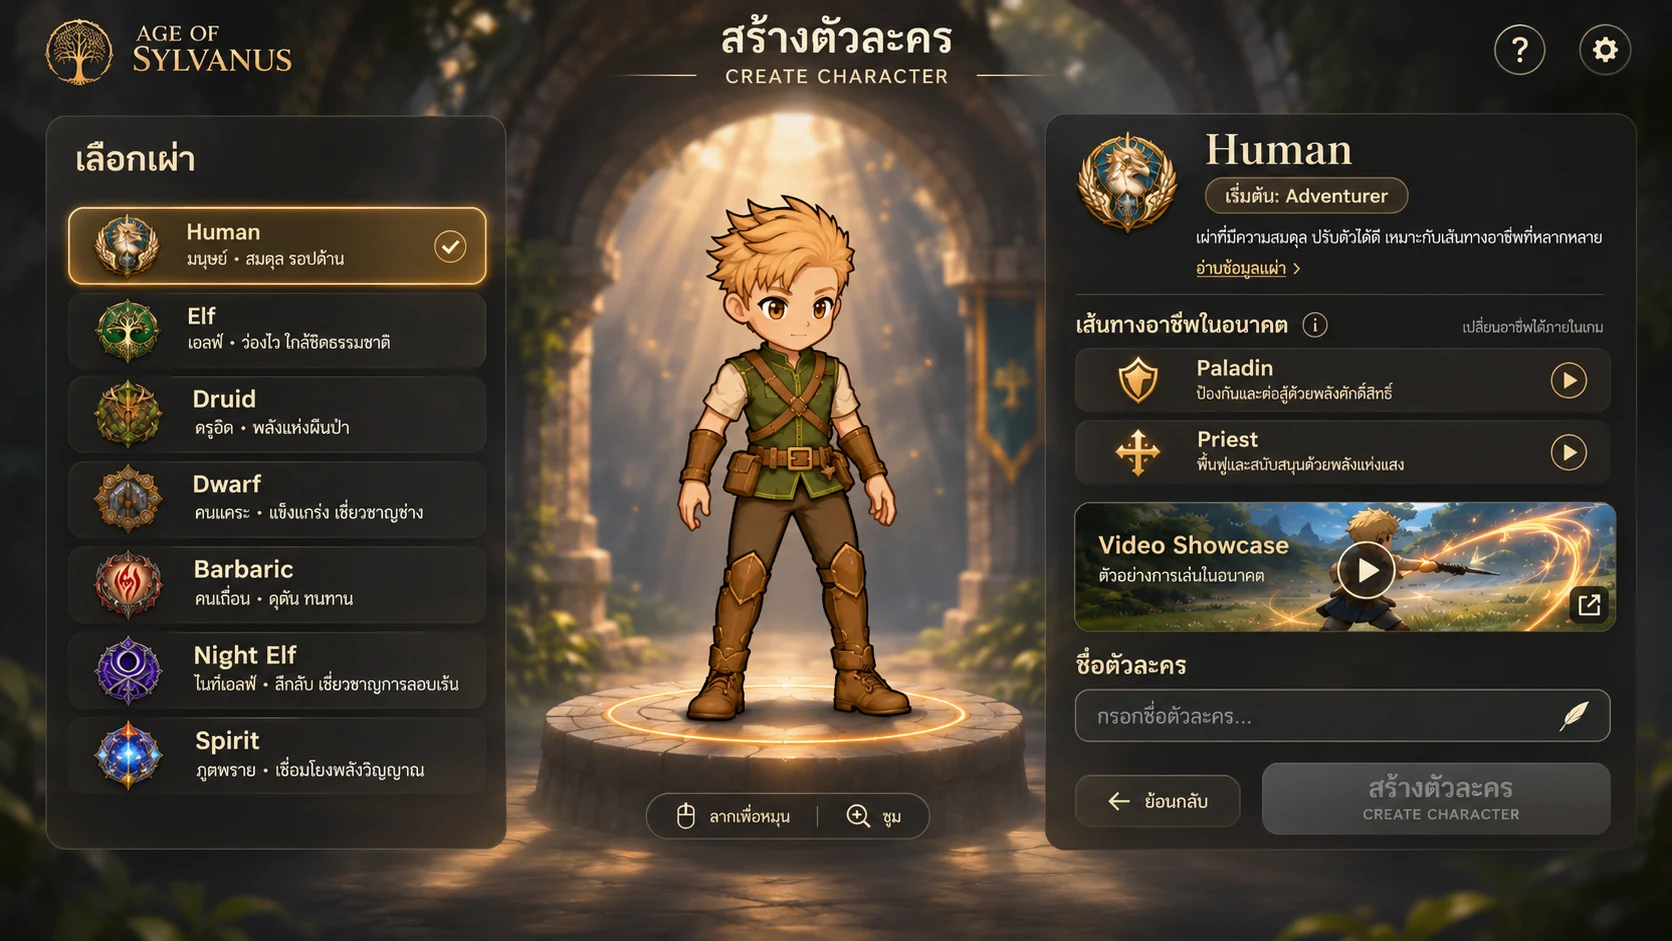 AGE OF
SYLVANUS
สร้างตัวละคร
CREATE CHARACTER
?
เลือกเผ่า
Human
มนุษย์ • สมดุล รอบด้าน
Elf
เอลฟ์ • ว่องไว ใกล้ชิดธรรมชาติ
Druid
ดรูอิด • พลังแห่งผืนป่า
Dwarf
คนแคระ • แข็งแกร่ง เชี่ยวชาญช่าง
Barbaric
คนเถื่อน • ดุดัน ทนทาน
Night Elf
ไนท์เอลฟ์ • ลึกลับ เชี่ยวชาญการลอบเร้น
Spirit
ภูตพราย • เชื่อมโยงพลังวิญญาณ
ลากเพื่อหมุน
ซูม
Human
เริ่มต้น: Adventurer
เผ่าที่มีความสมดุล ปรับตัวได้ดี เหมาะกับเส้นทางอาชีพที่หลากหลาย
อ่านข้อมูลเผ่า
เส้นทางอาชีพในอนาคต
เปลี่ยนอาชีพได้ภายในเกม
Paladin
ป้องกันและต่อสู้ด้วยพลังศักดิ์สิทธิ์
Priest
ฟื้นฟูและสนับสนุนด้วยพลังแห่งแสง
Video Showcase
ตัวอย่างการเล่นในอนาคต
ชื่อตัวละคร
กรอกชื่อตัวละคร...
ย้อนกลับ
สร้างตัวละคร
CREATE CHARACTER